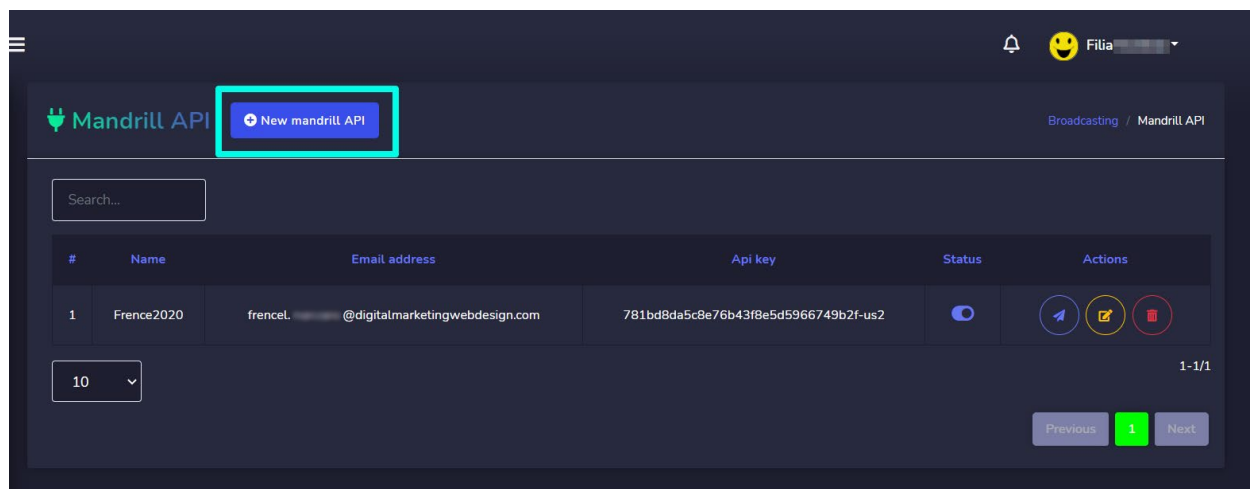 Filia
Mandrill API New mandrill API Broadcasting / Mandrill API
Search...
# Name Email address Api key Status Actions
1 Frence2020 frencel. @digitalmarketingwebdesign.com 781bd8da5c8e76b43f8e5d5966749b2f-us2
10 1-1/1
Previous 1 Next